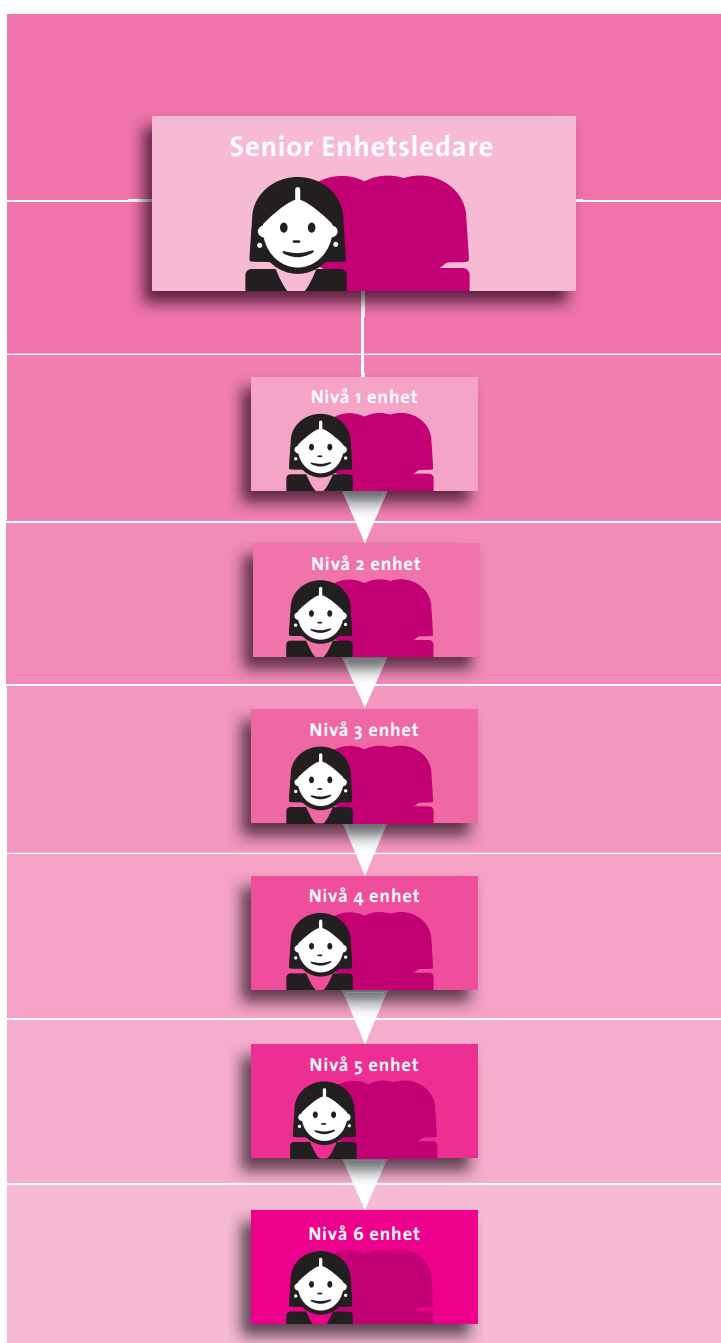 Senior Enhetsledare
Nivå 1 enhet
Nivå 2 enhet
Nivå 3 enhet
Nivå 4 enhet
Nivå 5 enhet
Nivå 6 enhet